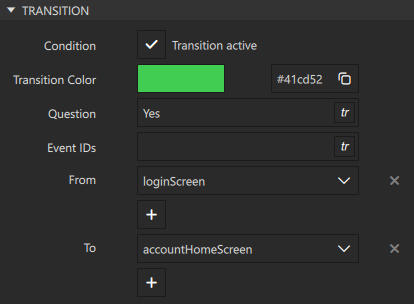 TRANSITION
Condition Transition active
Transition Color #41cd52
Question Yes tr
Event IDs tr
From loginScreen
+
To accountHomeScreen
+